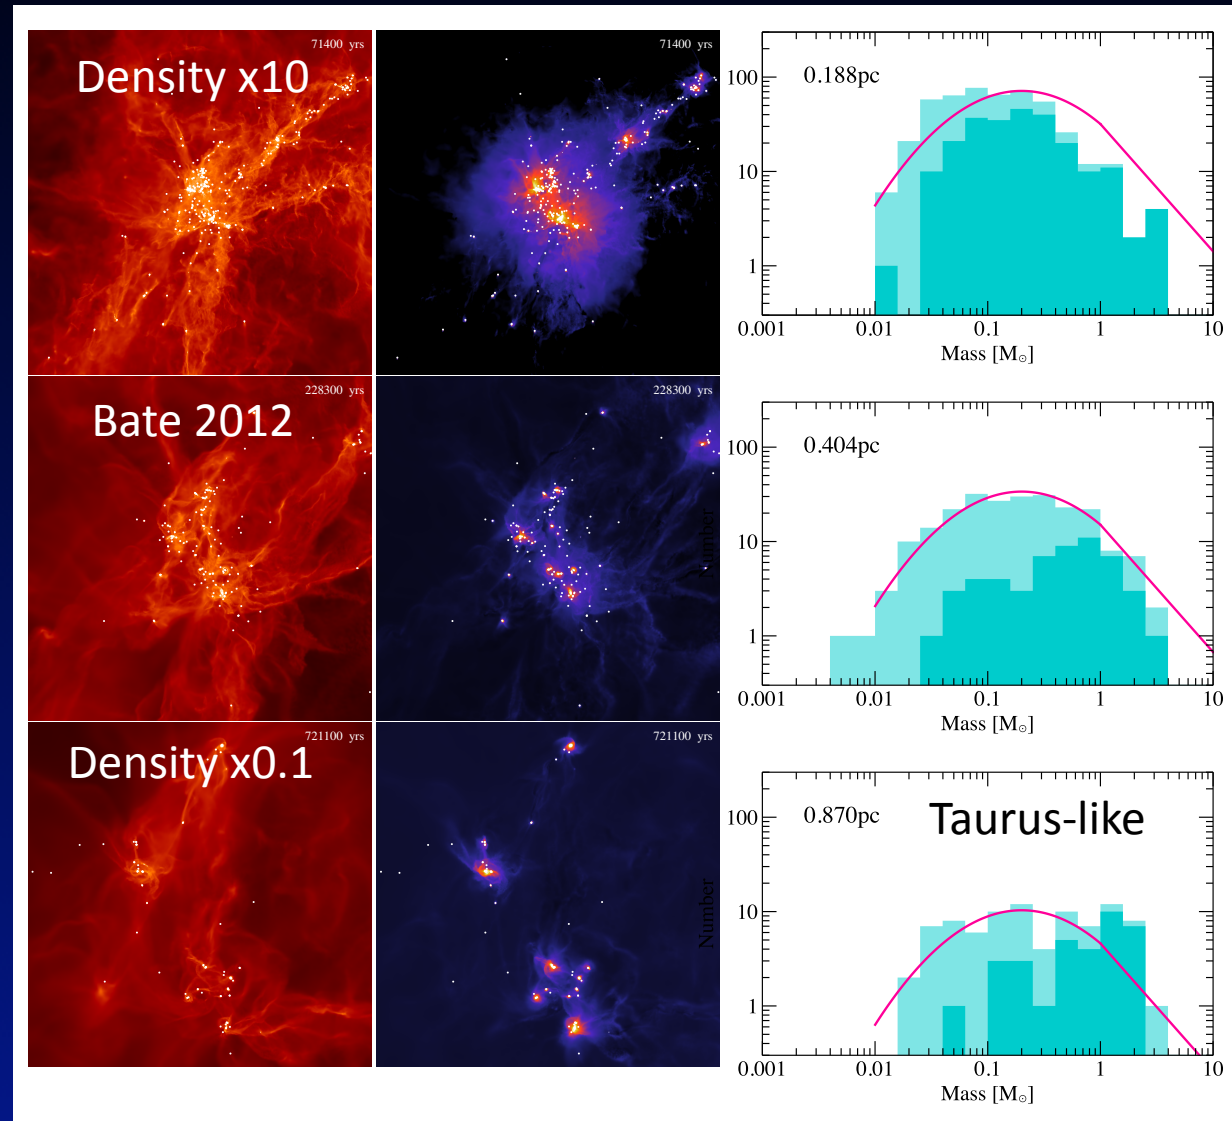 71400 yrs
Density x10
71400 yrs
0.188pc
100
10
1
0.001 0.01 0.1 1 10
Mass [M☉]
228300 yrs
Bate 2012
228300 yrs
Number
0.404pc
100
10
1
0.001 0.01 0.1 1 10
Mass [M☉]
721100 yrs
Density x0.1
721100 yrs
Number
0.870pc
Taurus-like
100
10
1
0.001 0.01 0.1 1 10
Mass [M☉]